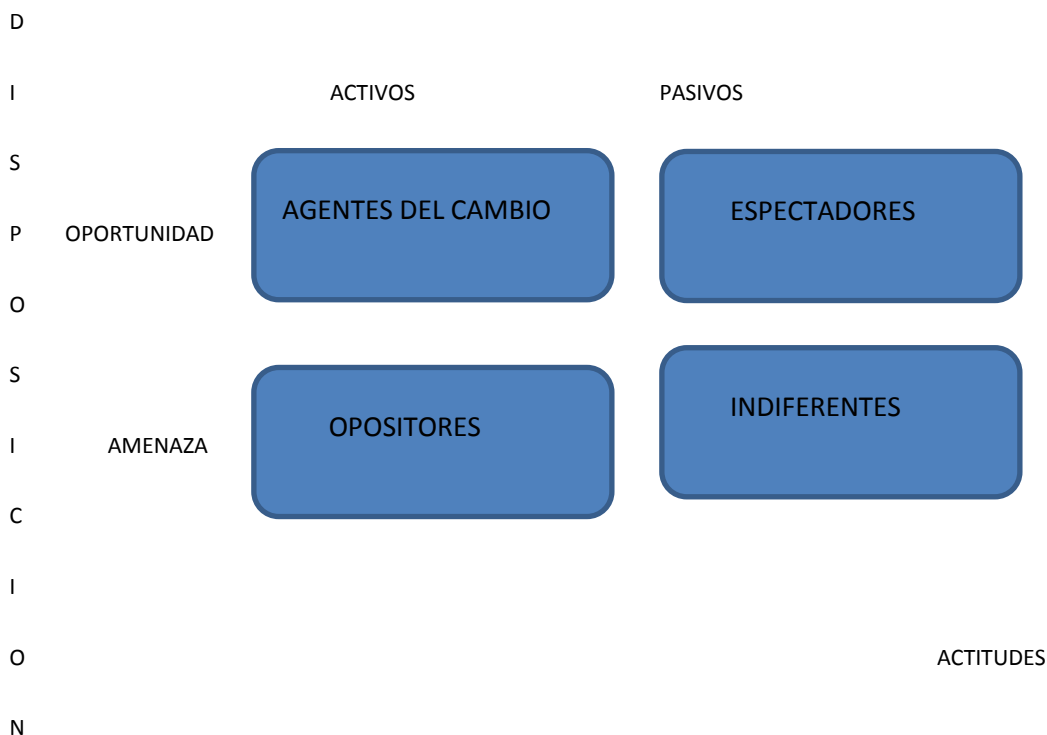 D
I ACTIVOS PASIVOS
S
AGENTES DEL CAMBIO ESPECTADORES
P OPORTUNIDAD
O
S
INDIFERENTES
OPOSITORES
I AMENAZA
C
I
O ACTITUDES
N